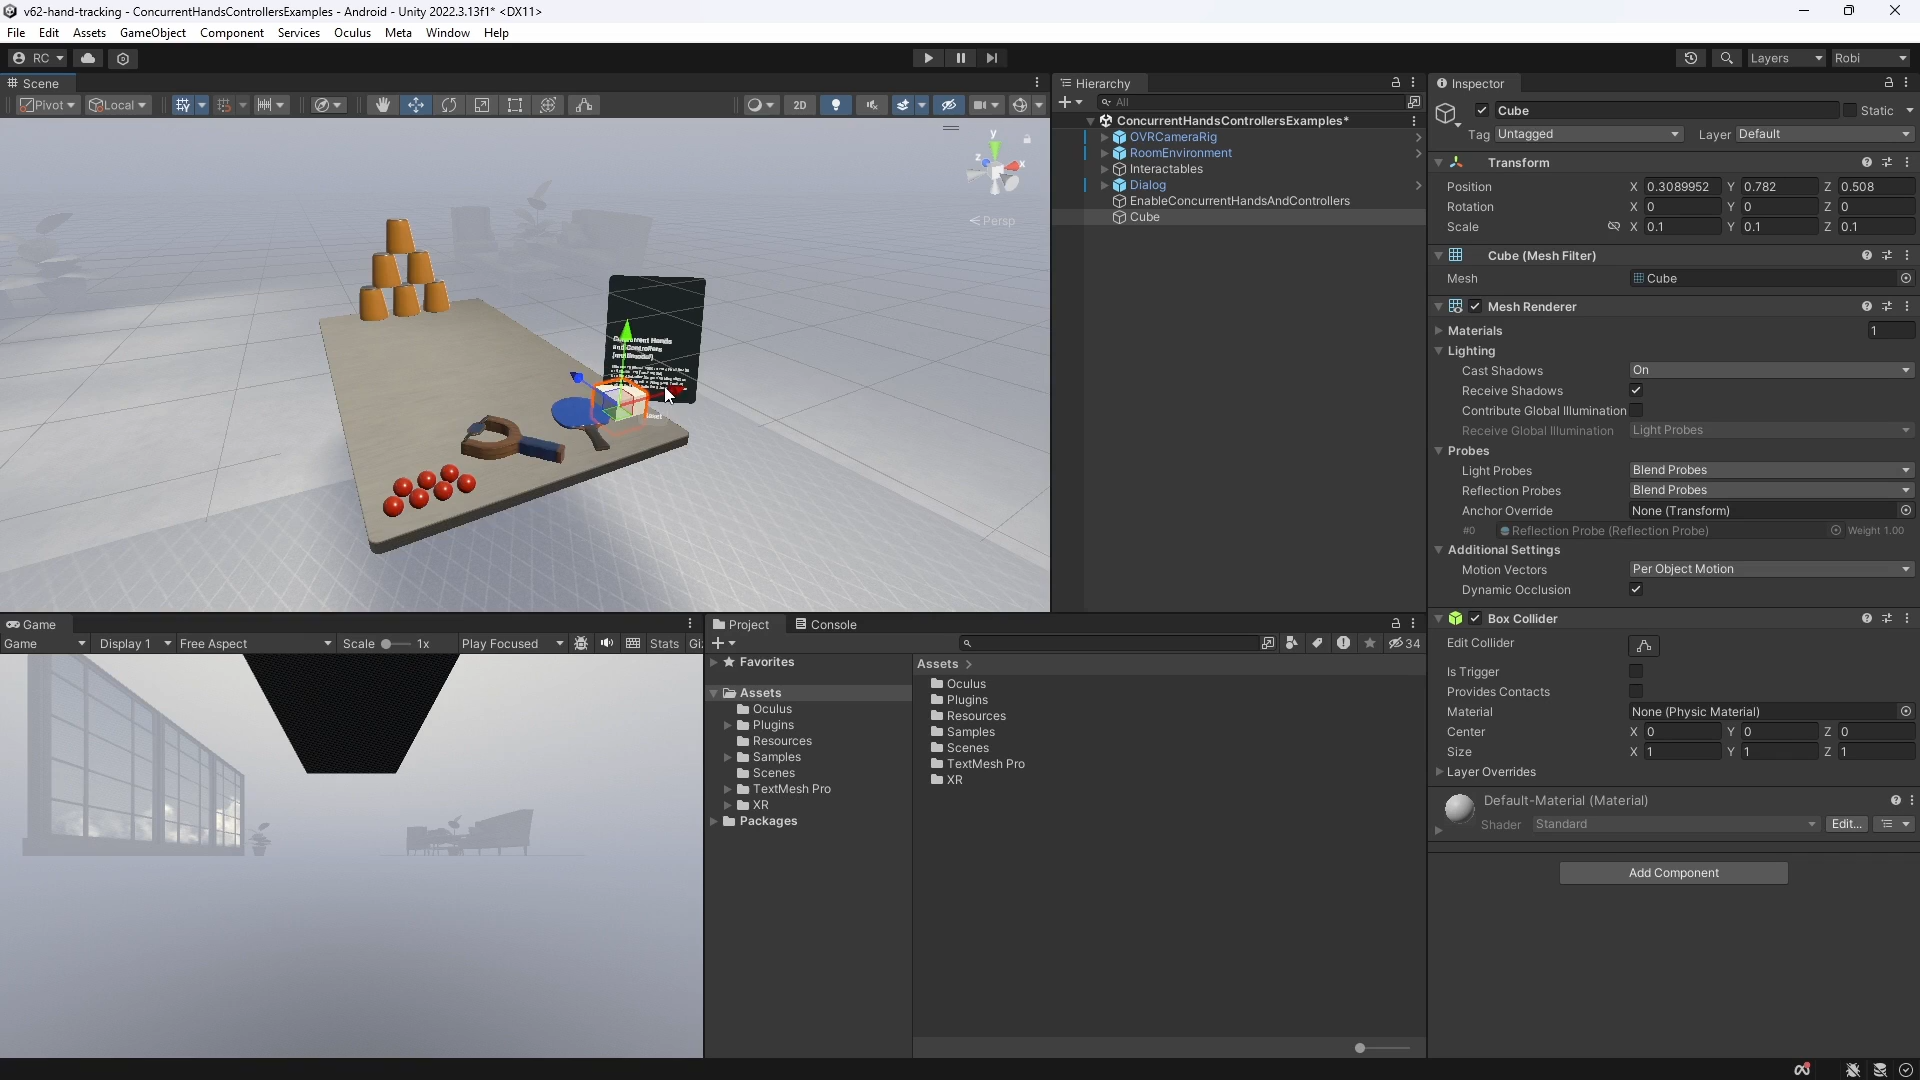 v62-hand-tracking - ConcurrentHandsControllersExamples - Android - Unity 2022.3.13f1* <DX11>
File Edit Assets GameObject Component Services Oculus Meta Window Help
RC Layers Robi
Scene
Pivot Local 2D
y
z x
Persp
Concurrent Hands
and Controllers
Hierarchy
All
ConcurrentHandsControllersExamples*
OVRCameraRig
RoomEnvironment
Interactables
Dialog
EnableConcurrentHandsAndControllers
Cube
Game
Game Display 1 Free Aspect Scale 1x Play Focused Stats Gi
Project Console
34
Favorites
Assets
Oculus
Plugins
Resources
Samples
Scenes
TextMesh Pro
XR
Packages
Assets >
Oculus
Plugins
Resources
Samples
Scenes
TextMesh Pro
XR
Inspector
Cube Static
Tag Untagged Layer Default
Transform
Position X 0.3089952 Y 0.782 Z 0.508
Rotation X 0 Y 0 Z 0
Scale X 0.1 Y 0.1 Z 0.1
Cube (Mesh Filter)
Mesh Cube
Mesh Renderer
Materials 1
Lighting
Cast Shadows On
Receive Shadows
Contribute Global Illumination
Receive Global Illumination Light Probes
Probes
Light Probes Blend Probes
Reflection Probes Blend Probes
Anchor Override None (Transform)
#0 Reflection Probe (Reflection Probe) Weight 1.00
Additional Settings
Motion Vectors Per Object Motion
Dynamic Occlusion
Box Collider
Edit Collider
Is Trigger
Provides Contacts
Material None (Physic Material)
Center X 0 Y 0 Z 0
Size X 1 Y 1 Z 1
Layer Overrides
Default-Material (Material)
Shader Standard Edit...
Add Component